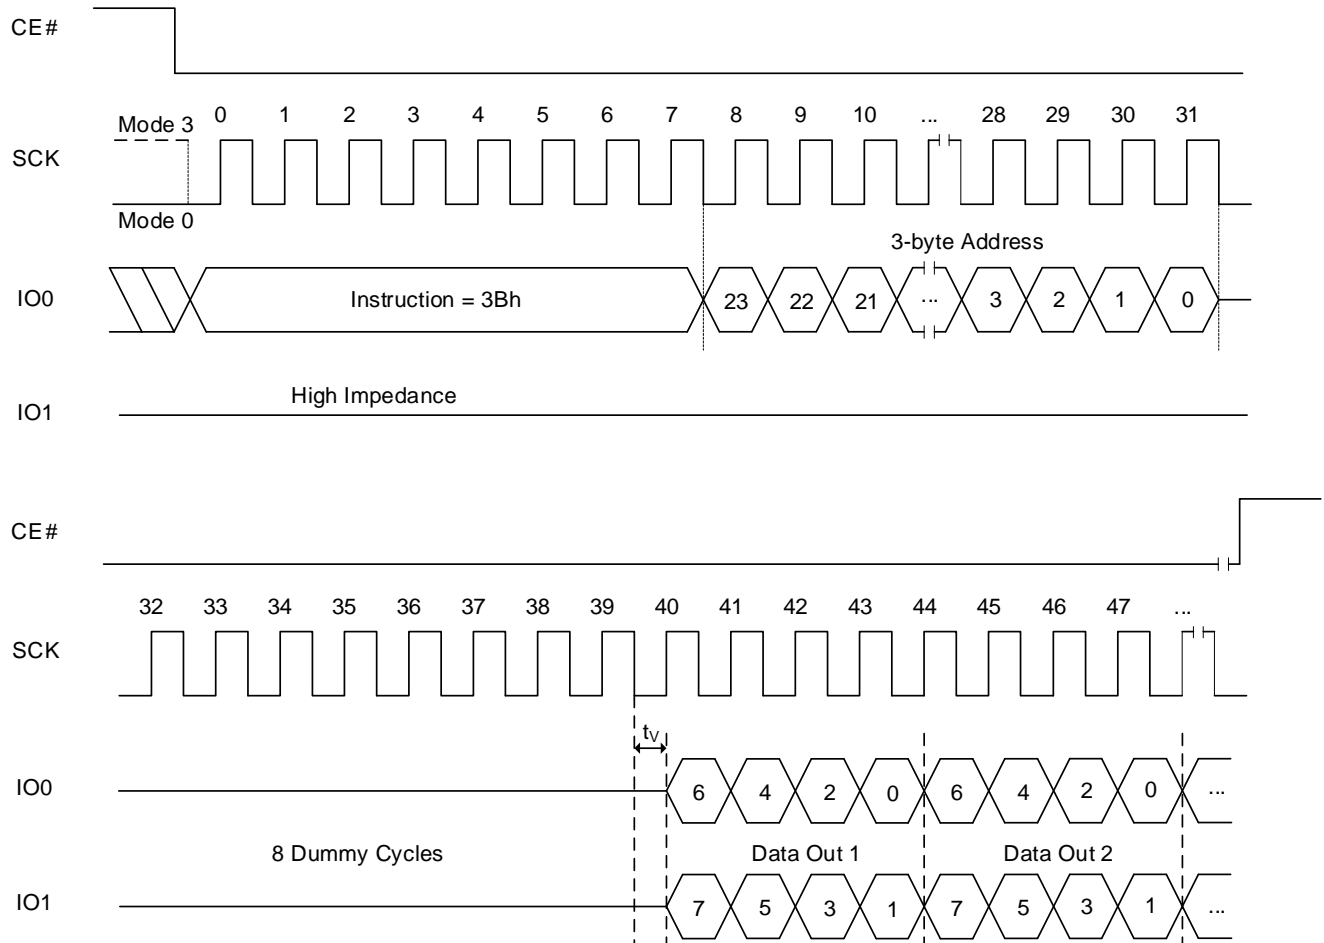 CE#
Mode 3 0 1 2 3 4 5 6 7 8 9 10 ... 28 29 30 31
SCK
Mode 0
3-byte Address
IO0 Instruction = 3Bh 23 22 21 ... 3 2 1 0
High Impedance
IO1
CE#
32 33 34 35 36 37 38 39 40 41 42 43 44 45 46 47 ...
SCK
tV
IO0 6 4 2 0 6 4 2 0 ...
8 Dummy Cycles Data Out 1 Data Out 2
IO1 7 5 3 1 7 5 3 1 ...